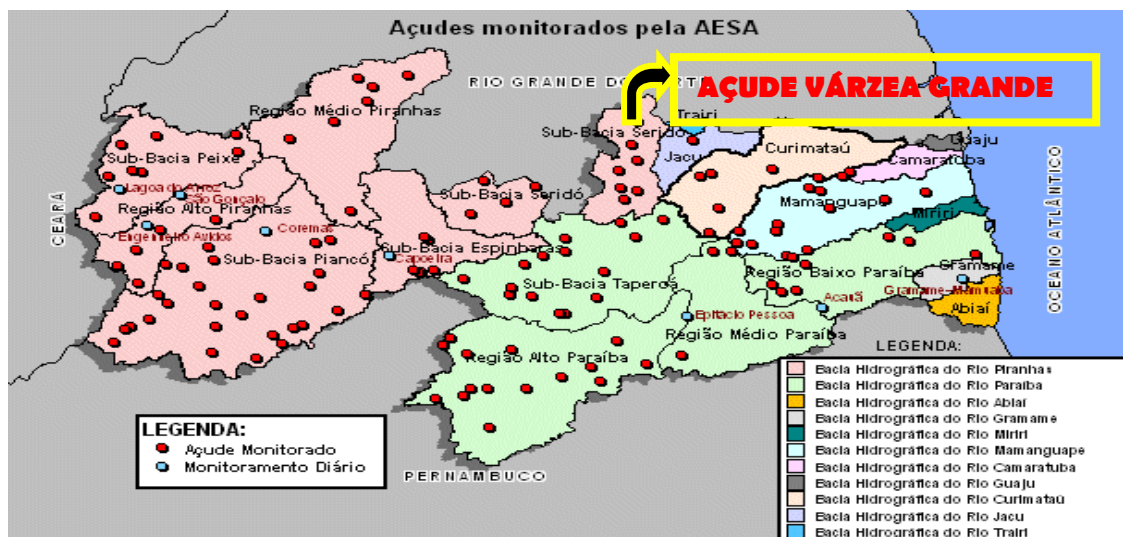 Açudes monitorados pela AESA
RIO GRANDE DO
AÇUDE VÁRZEA GRANDE
Região Médio Piranhas
Trairi
Sub-Bacia Seridó
Guaju
Curimataú
Jacu
Camaratuba
Sub-Bacia Peixe
Lagoa do Arroz
São Gonçalo
Sub-Bacia Seridó
Mamanguape
Miriri
Região Alto Piranhas
CEARÁ
Engenheiro Avidos
Coremas
Sub-Bacia Espinharas
Sub-Bacia Piancó
Capoeira
OCEANO ATLÂNTICO
Região Baixo Paraíba
Gramame
Gramame-Mamuaba
Sub-Bacia Taperoá
Acauã
Abiaí
Epitácio Pessoa
Região Médio Paraíba
Região Alto Paraíba
PERNAMBUCO
LEGENDA:
Açude Monitorado
Monitoramento Diário
LEGENDA:
Bacia Hidrográfica do Rio Piranhas
Bacia Hidrográfica do Rio Paraíba
Bacia Hidrográfica do Rio Abiaí
Bacia Hidrográfica do Rio Gramame
Bacia Hidrográfica do Rio Miriri
Bacia Hidrográfica do Rio Mamanguape
Bacia Hidrográfica do Rio Camaratuba
Bacia Hidrográfica do Rio Guaju
Bacia Hidrográfica do Rio Curimataú
Bacia Hidrográfica do Rio Jacu
Bacia Hidrográfica do Rio Trairi